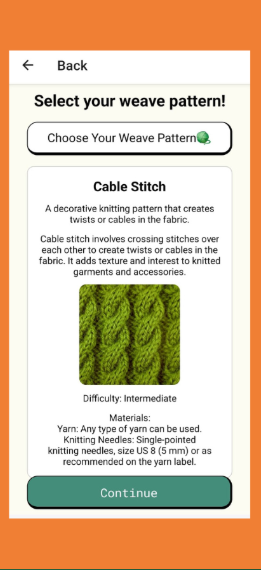 Back
Select your weave pattern!
Choose Your Weave Pattern
Cable Stitch
A decorative knitting pattern that creates
twists or cables in the fabric.
Cable stitch involves crossing stitches over
each other to create twists or cables in the
fabric. It adds texture and interest to knitted
garments and accessories.
Difficulty: Intermediate
Materials:
Yarn: Any type of yarn can be used.
Knitting Needles: Single-pointed
knitting needles, size US 8 (5 mm) or as
recommended on the yarn label.
Continue